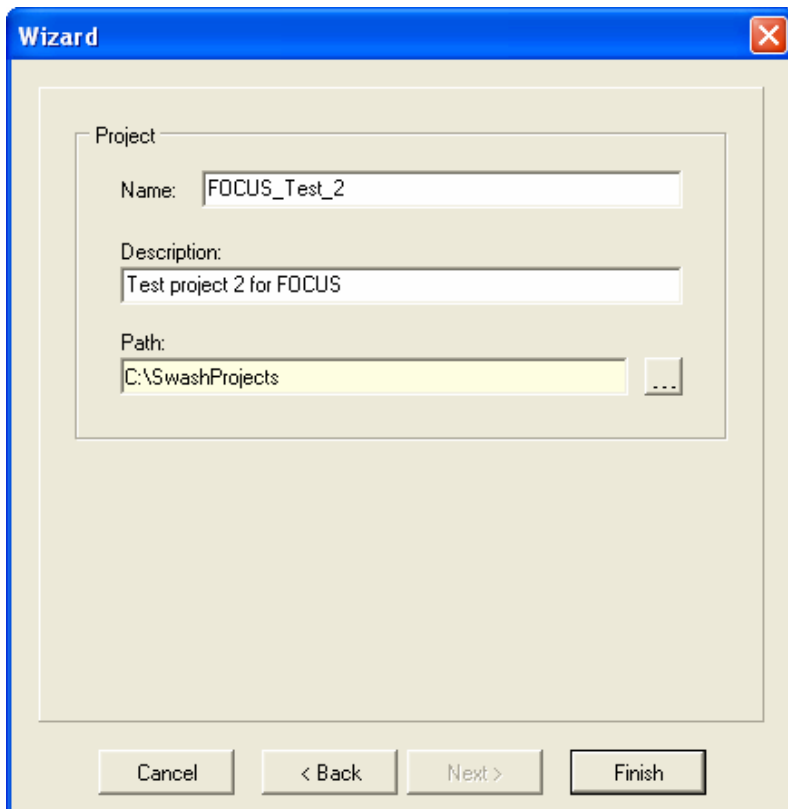 Wizard
Project
Name: FOCUS_Test_2
Description:
Test project 2 for FOCUS
Path:
C:\SwashProjects ...
Cancel < Back Next > Finish